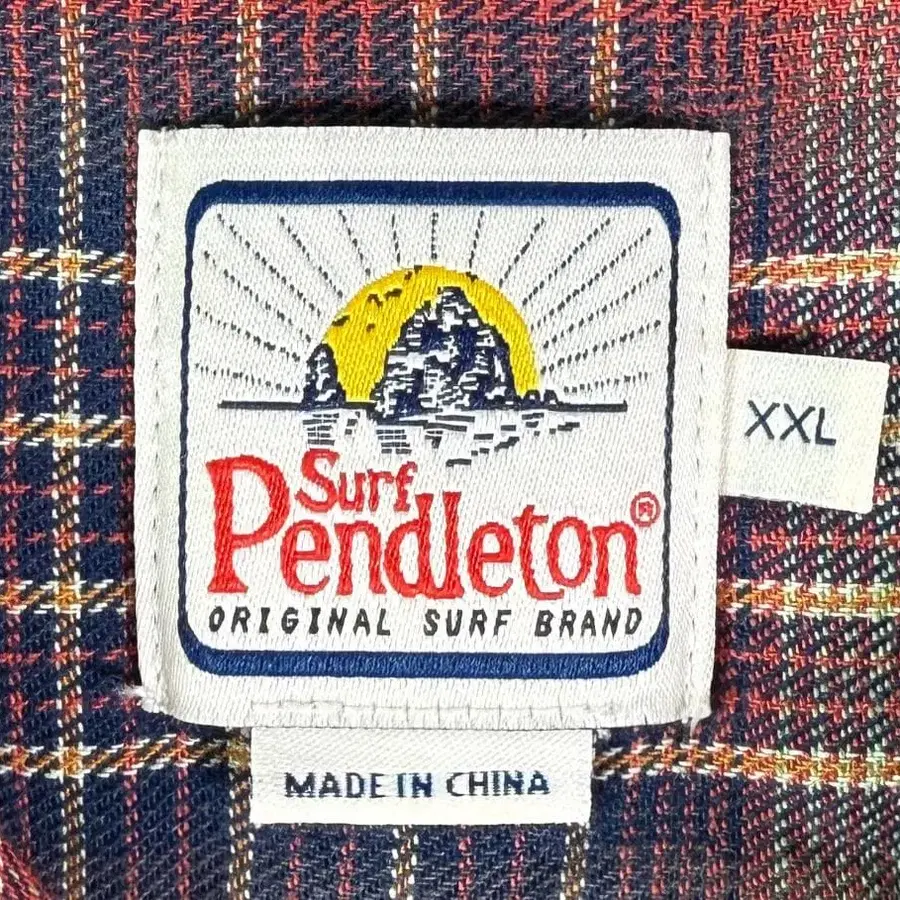 Surf
Pendleton®
ORIGINAL SURF BRAND
XXL
MADE IN CHINA